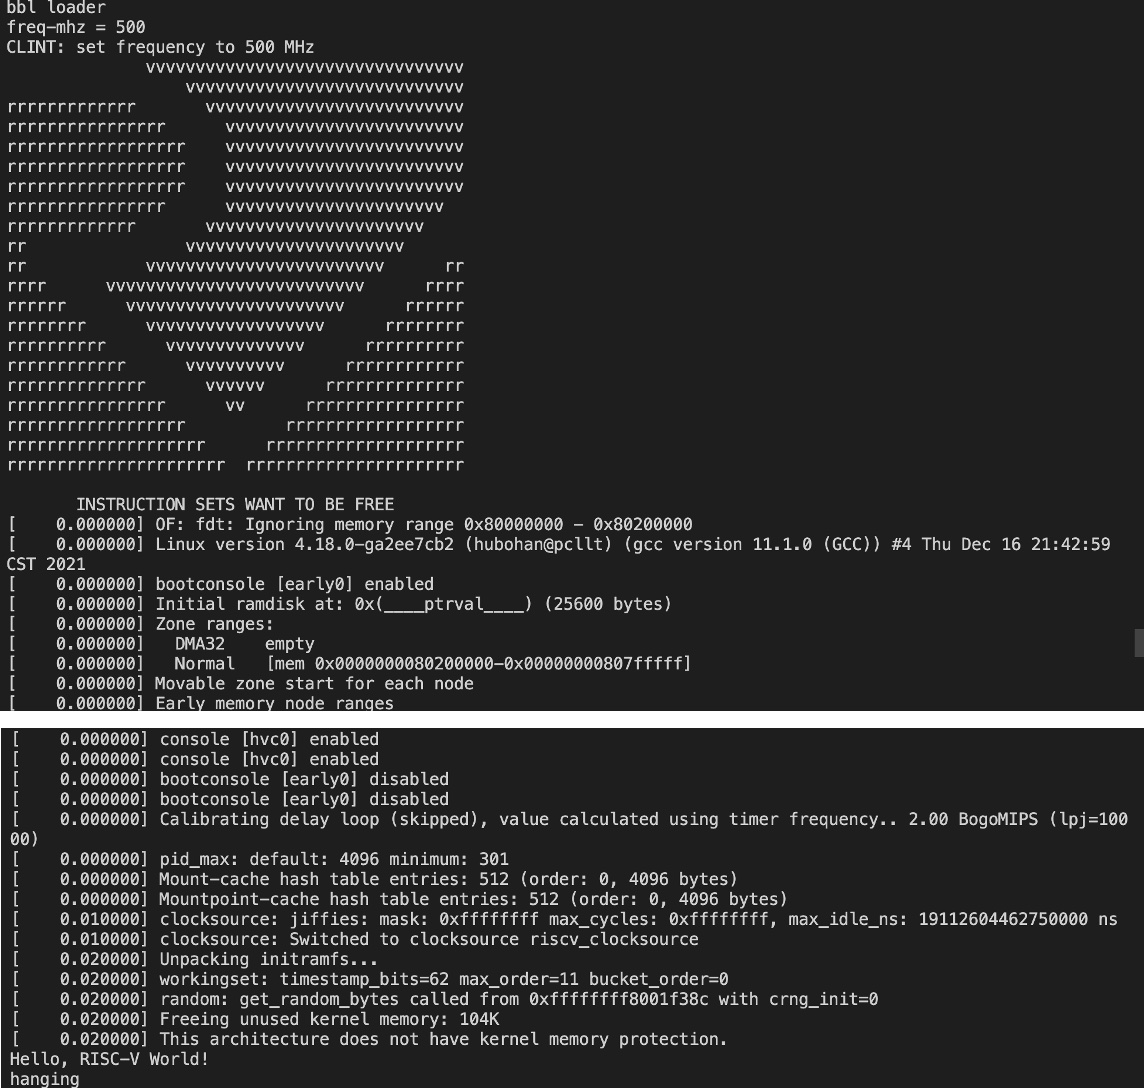 bbl loader
freq-mhz = 500
CLINT: set frequency to 500 MHz
              vvvvvvvvvvvvvvvvvvvvvvvvvvvvvvvv
                  vvvvvvvvvvvvvvvvvvvvvvvvvvvv
rrrrrrrrrrrrr       vvvvvvvvvvvvvvvvvvvvvvvvvv
rrrrrrrrrrrrrrrr      vvvvvvvvvvvvvvvvvvvvvvvv
rrrrrrrrrrrrrrrrrr    vvvvvvvvvvvvvvvvvvvvvvvv
rrrrrrrrrrrrrrrrrr    vvvvvvvvvvvvvvvvvvvvvvvv
rrrrrrrrrrrrrrrrrr    vvvvvvvvvvvvvvvvvvvvvvvv
rrrrrrrrrrrrrrrr      vvvvvvvvvvvvvvvvvvvvvv
rrrrrrrrrrrrr       vvvvvvvvvvvvvvvvvvvvvv
rr                vvvvvvvvvvvvvvvvvvvvvv
rr            vvvvvvvvvvvvvvvvvvvvvvvv      rr
rrrr      vvvvvvvvvvvvvvvvvvvvvvvvvv      rrrr
rrrrrr      vvvvvvvvvvvvvvvvvvvvvv      rrrrrr
rrrrrrrr      vvvvvvvvvvvvvvvvvv      rrrrrrrr
rrrrrrrrrr      vvvvvvvvvvvvvv      rrrrrrrrrr
rrrrrrrrrrrr      vvvvvvvvvv      rrrrrrrrrrrr
rrrrrrrrrrrrrr      vvvvvv      rrrrrrrrrrrrrr
rrrrrrrrrrrrrrrr      vv      rrrrrrrrrrrrrrrr
rrrrrrrrrrrrrrrrrr          rrrrrrrrrrrrrrrrrr
rrrrrrrrrrrrrrrrrrrr      rrrrrrrrrrrrrrrrrrrr
rrrrrrrrrrrrrrrrrrrrrr  rrrrrrrrrrrrrrrrrrrrrr
       INSTRUCTION SETS WANT TO BE FREE
[    0.000000] OF: fdt: Ignoring memory range 0x80000000 - 0x80200000
[    0.000000] Linux version 4.18.0-ga2ee7cb2 (hubohan@pcllt) (gcc version 11.1.0 (GCC)) #4 Thu Dec 16 21:42:59
CST 2021
[    0.000000] bootconsole [early0] enabled
[    0.000000] Initial ramdisk at: 0x(____ptrval____) (25600 bytes)
[    0.000000] Zone ranges:
[    0.000000]   DMA32    empty
[    0.000000]   Normal   [mem 0x0000000080200000-0x00000000807fffff]
[    0.000000] Movable zone start for each node
[    0.000000] Early memory node ranges
[    0.000000] console [hvc0] enabled
[    0.000000] console [hvc0] enabled
[    0.000000] bootconsole [early0] disabled
[    0.000000] bootconsole [early0] disabled
[    0.000000] Calibrating delay loop (skipped), value calculated using timer frequency.. 2.00 BogoMIPS (lpj=100
00)
[    0.000000] pid_max: default: 4096 minimum: 301
[    0.000000] Mount-cache hash table entries: 512 (order: 0, 4096 bytes)
[    0.000000] Mountpoint-cache hash table entries: 512 (order: 0, 4096 bytes)
[    0.010000] clocksource: jiffies: mask: 0xffffffff max_cycles: 0xffffffff, max_idle_ns: 19112604462750000 ns
[    0.010000] clocksource: Switched to clocksource riscv_clocksource
[    0.020000] Unpacking initramfs...
[    0.020000] workingset: timestamp_bits=62 max_order=11 bucket_order=0
[    0.020000] random: get_random_bytes called from 0xffffffff8001f38c with crng_init=0
[    0.020000] Freeing unused kernel memory: 104K
[    0.020000] This architecture does not have kernel memory protection.
Hello, RISC-V World!
hanging